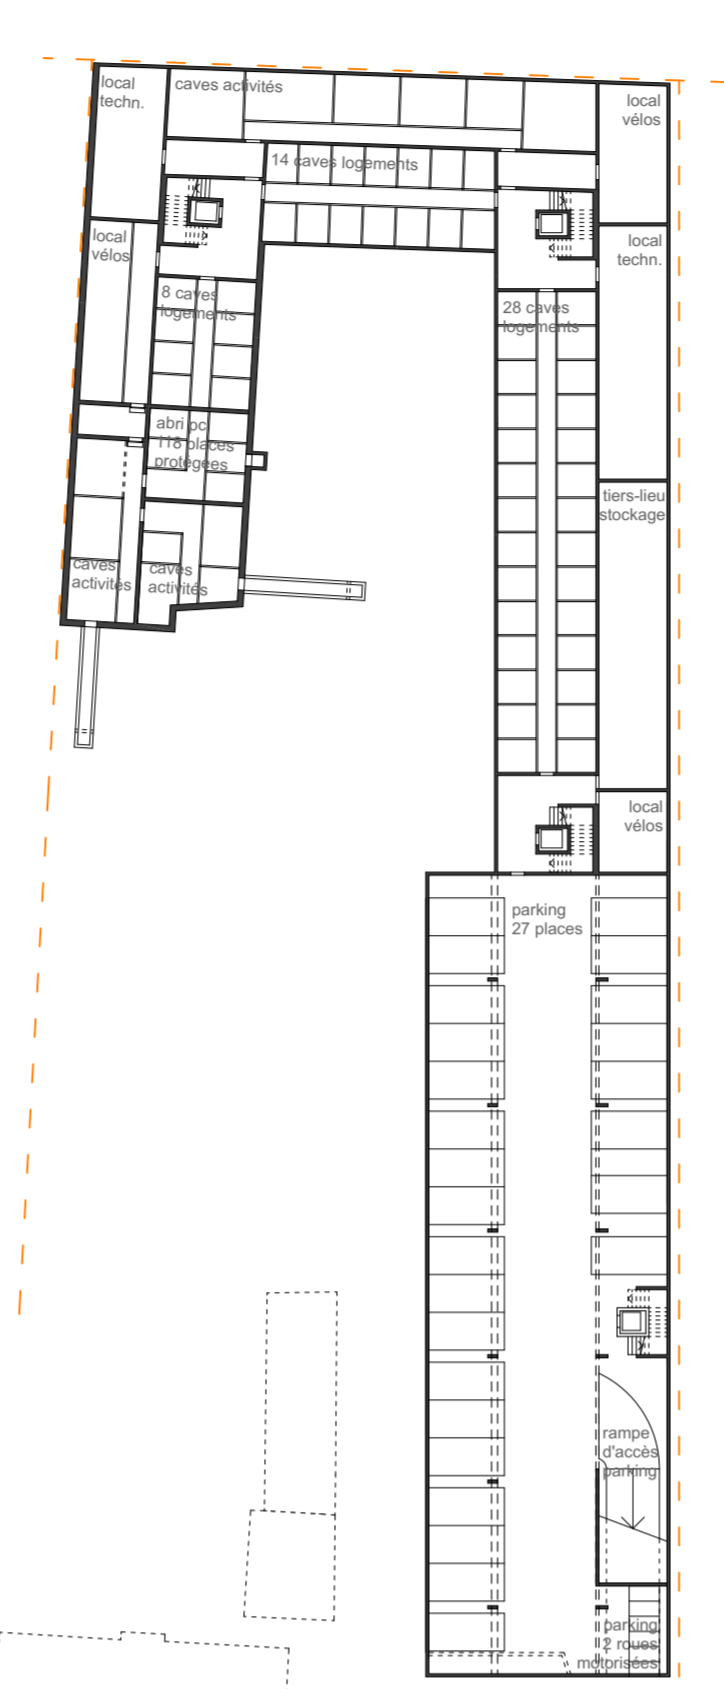 local
techn.
caves activités
local
vélos
14 caves logements
local
vélos
local
techn.
8 caves
logements
28 caves
logements
abri pc
118 places
protégées
tiers-lieu
stockage
caves
activités
caves
activités
local
vélos
parking
27 places
rampe
d'accès
parking
parking
2 roues
motorisées